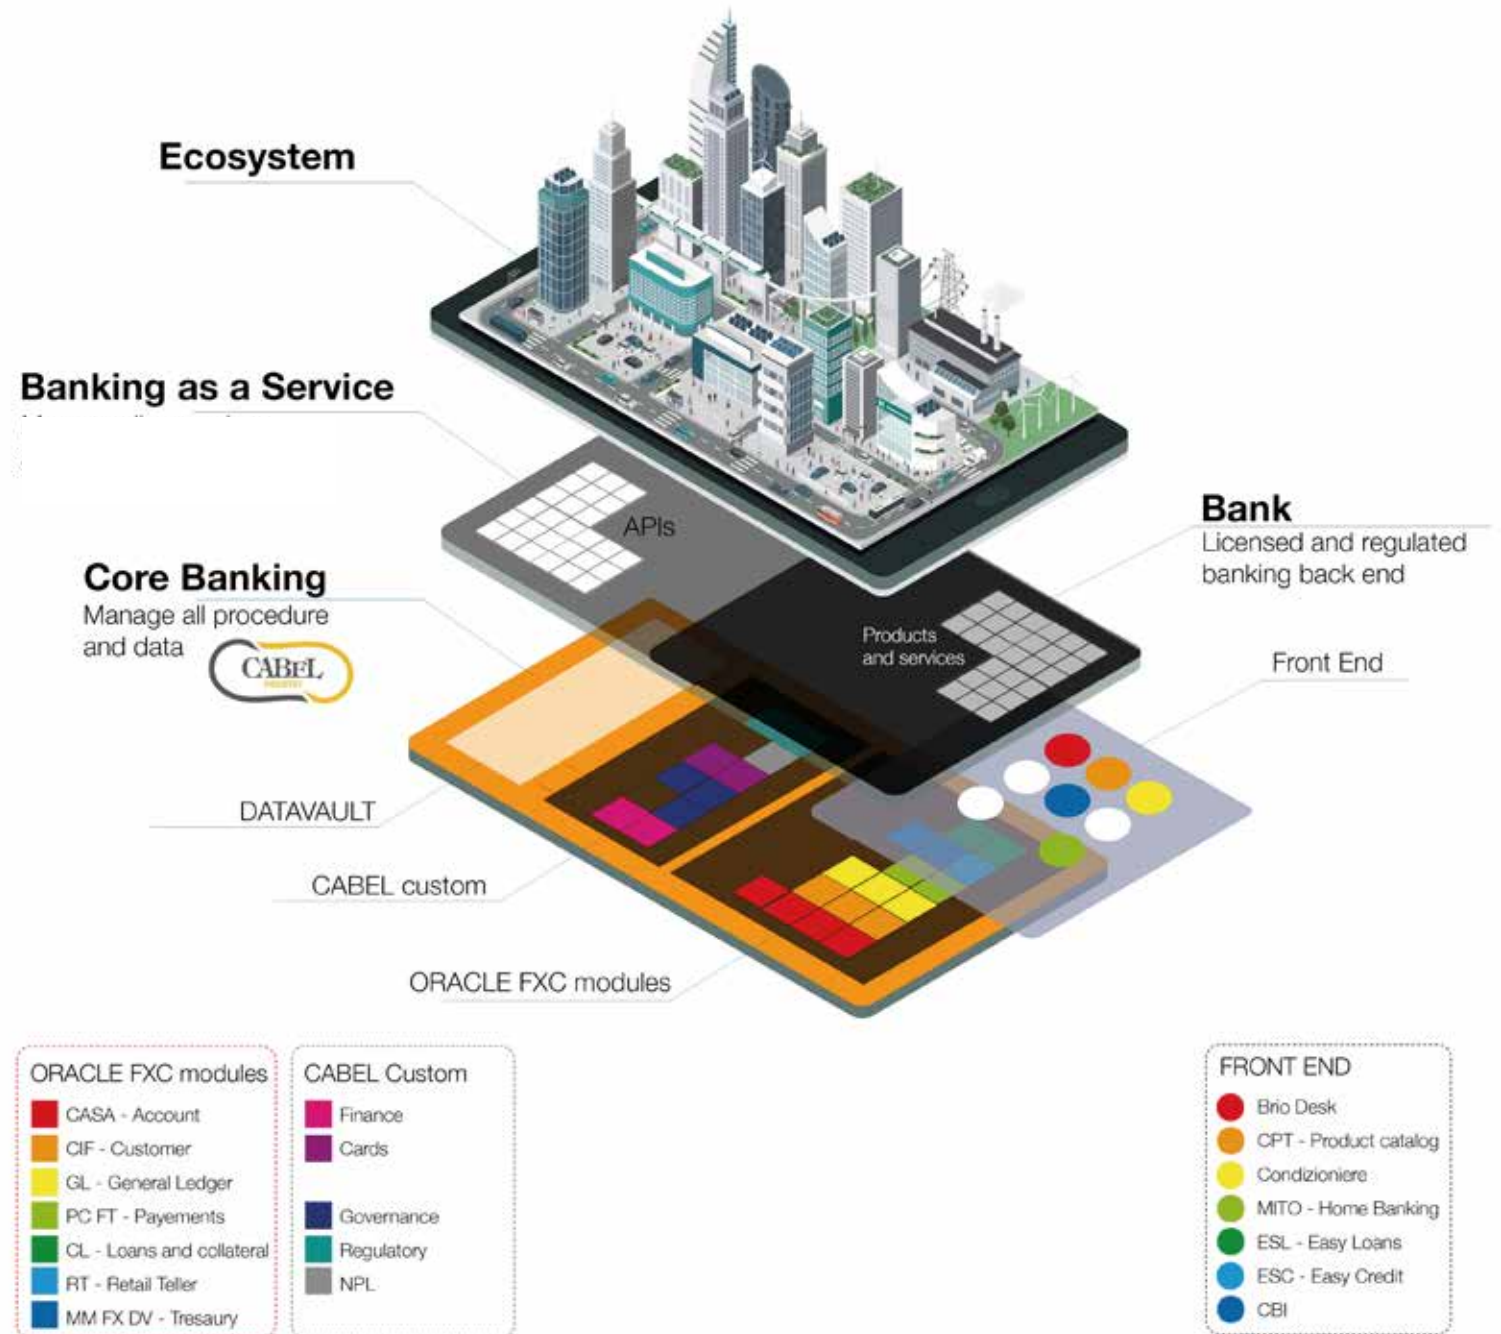 Ecosystem
Banking as a Service
APIs
Bank
Licensed and regulated
banking back end
Core Banking
Manage all procedure
and data
CABEL
INDUSTRY
Products
and services
Front End
DATAVAULT
CABEL custom
ORACLE FXC modules
ORACLE FXC modules
CASA - Account
CIF - Customer
GL - General Ledger
PC FT - Payements
CL - Loans and collateral
RT - Retail Teller
MM FX DV - Tresaury
CABEL Custom
Finance
Cards
Governance
Regulatory
NPL
FRONT END
Brio Desk
CPT - Product catalog
Condizioniere
MITO - Home Banking
ESL - Easy Loans
ESC - Easy Credit
CBI